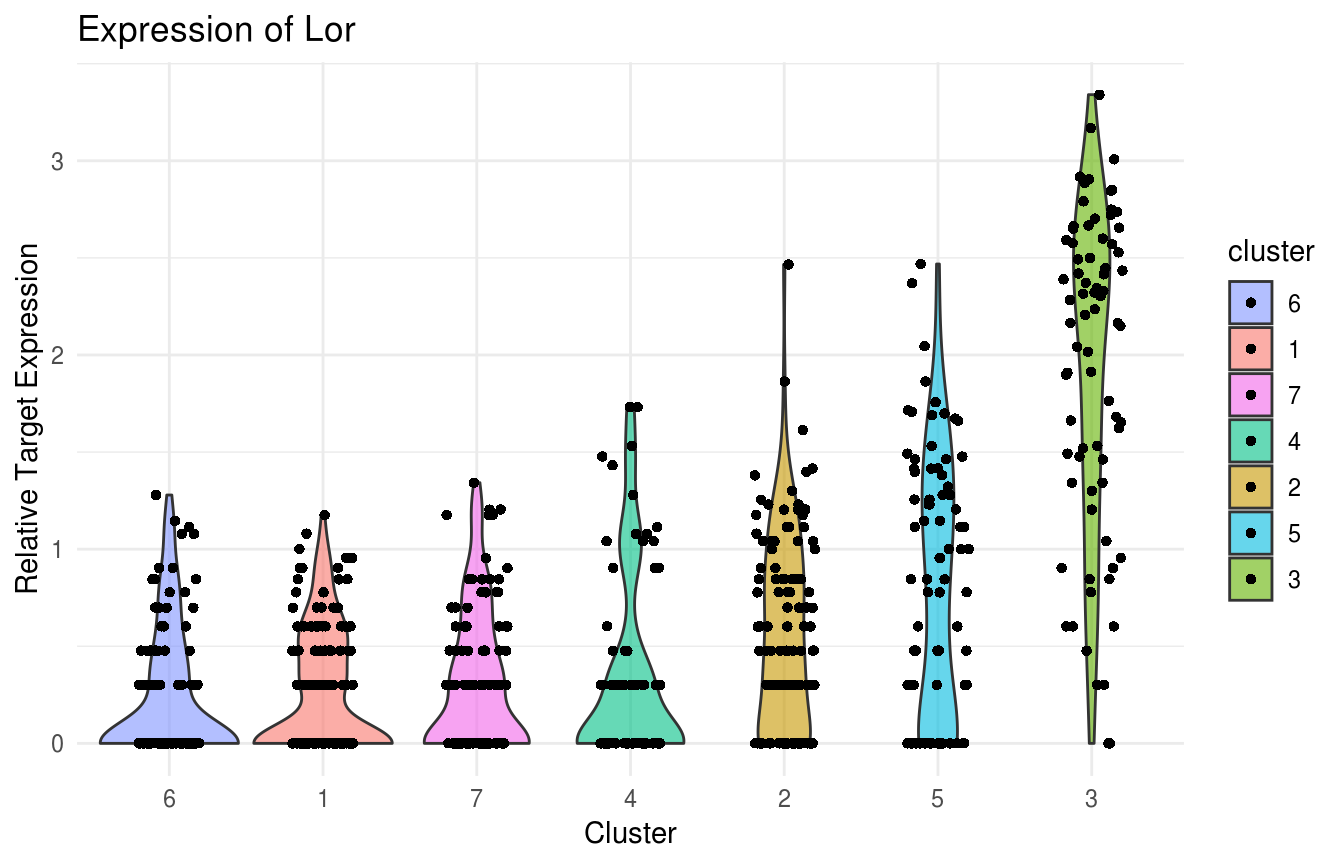 Expression of Lor
Relative Target Expression
3
2
1
0
6 1 7 4 2 5 3
Cluster
cluster
6
1
7
4
2
5
3